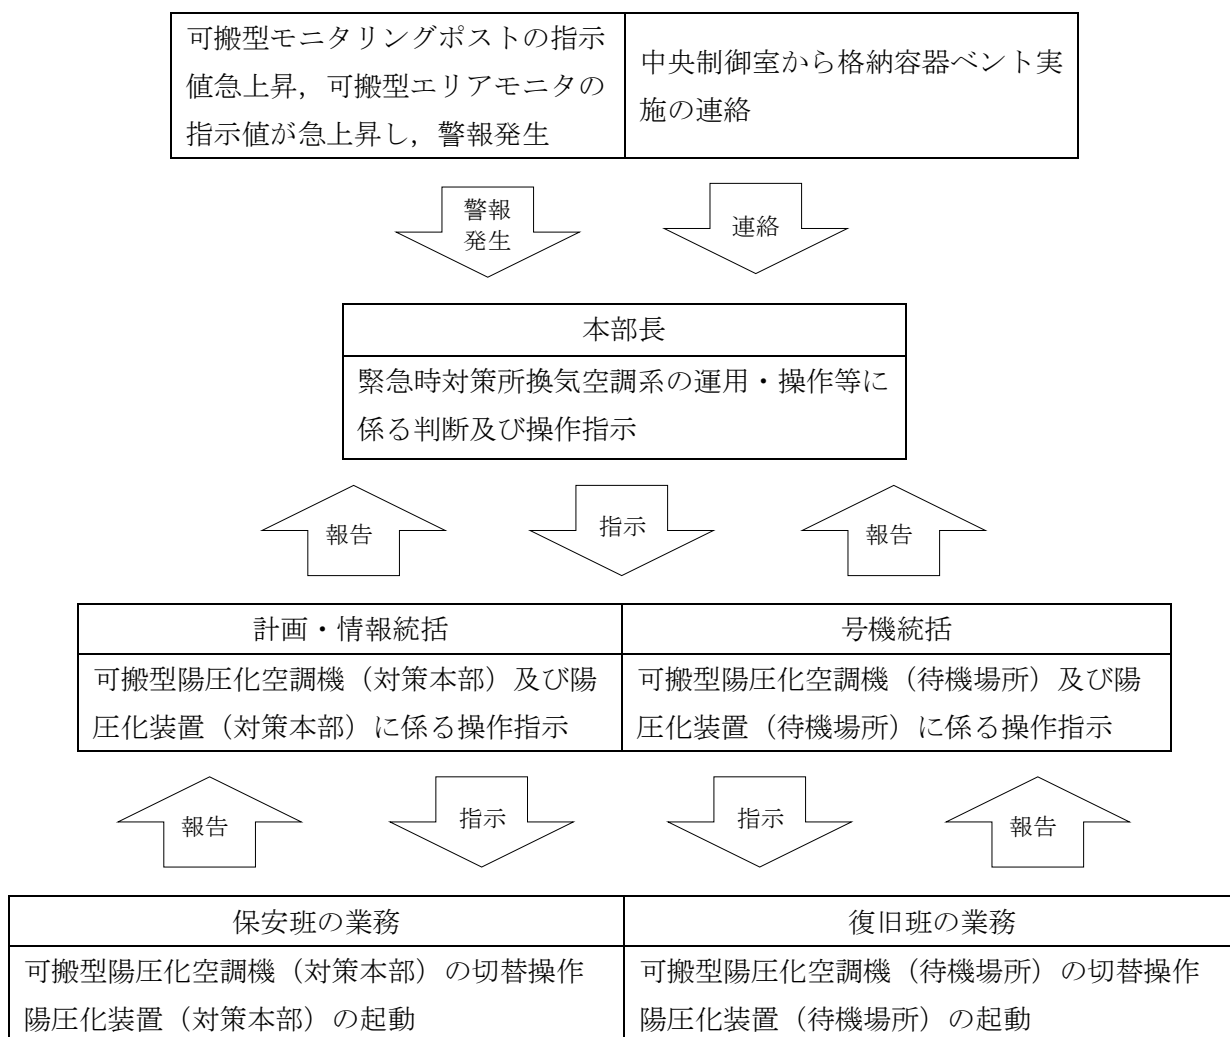 可搬型モニタリングポストの指示
値急上昇，可搬型エリアモニタの
指示値が急上昇し，警報発生
中央制御室から格納容器ベント実
施の連絡
警報
発生
連絡
本部長
緊急時対策所換気空調系の運用・操作等に
係る判断及び操作指示
報告
指示
報告
計画・情報統括
可搬型陽圧化空調機（対策本部）及び陽
圧化装置（対策本部）に係る操作指示
号機統括
可搬型陽圧化空調機（待機場所）及び陽
圧化装置（待機場所）に係る操作指示
報告
指示
指示
報告
保安班の業務
可搬型陽圧化空調機（対策本部）の切替操作
陽圧化装置（対策本部）の起動
復旧班の業務
可搬型陽圧化空調機（待機場所）の切替操作
陽圧化装置（待機場所）の起動